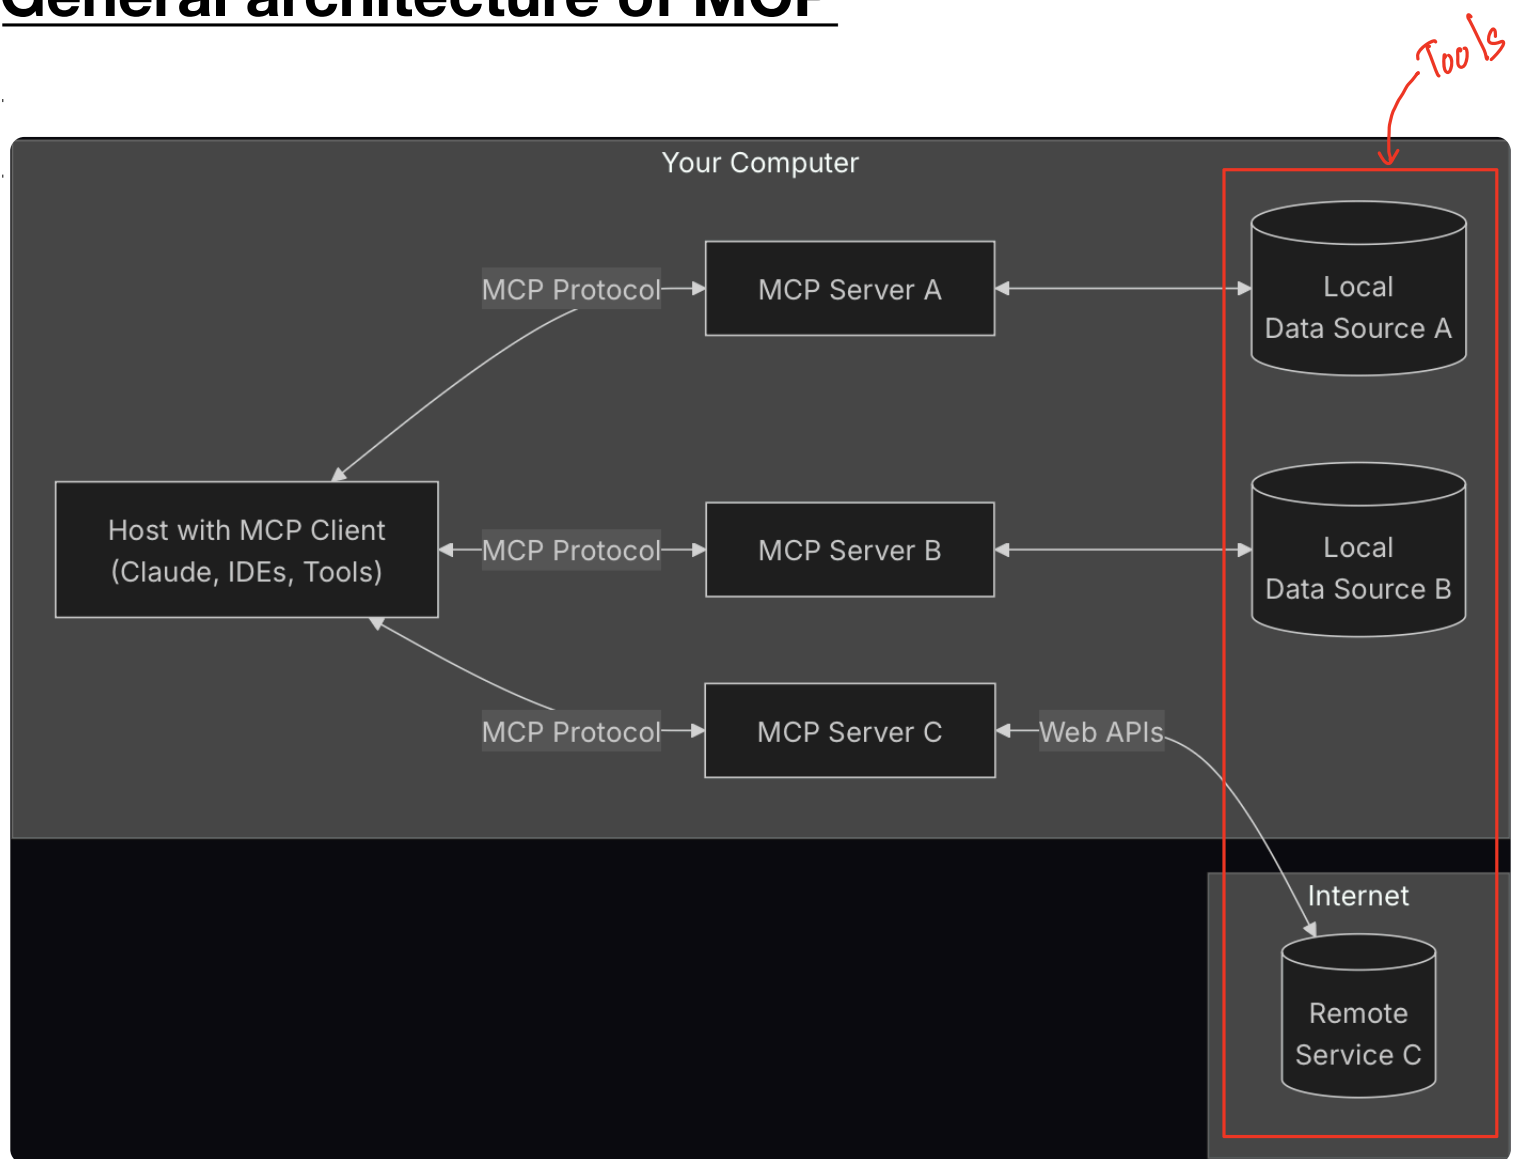 General architecture of MCP
Tools
Your Computer
MCP Protocol
MCP Server A
Local
Data Source A
Host with MCP Client
(Claude, IDEs, Tools)
MCP Protocol
MCP Server B
Local
Data Source B
MCP Protocol
MCP Server C
Web APIs
Internet
Remote
Service C